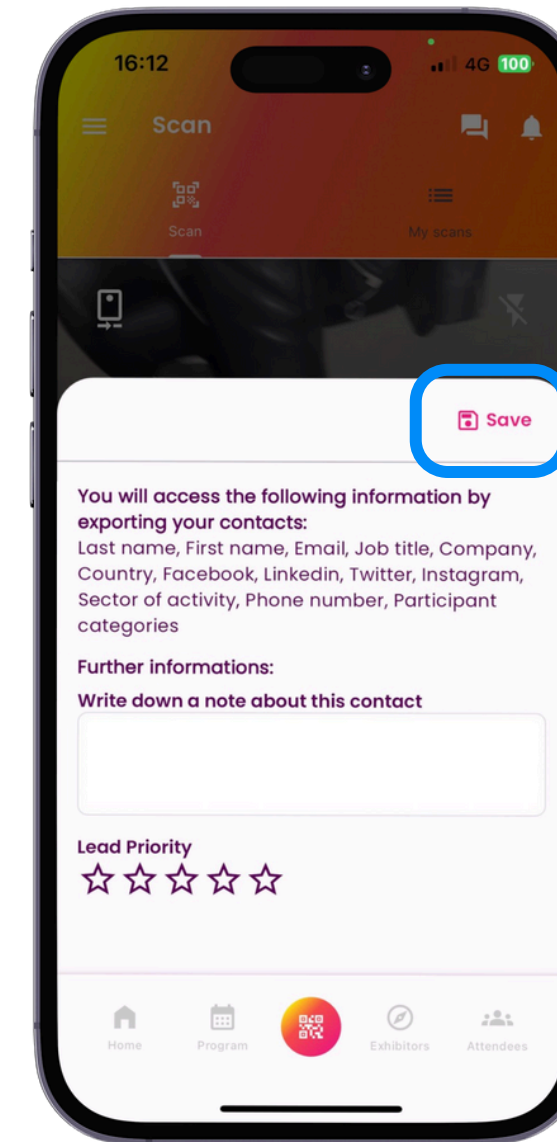 16:12
4G 100
Scan
Scan
My scans
Save
You will access the following information by
exporting your contacts:
Last name, First name, Email, Job title, Company,
Country, Facebook, Linkedin, Twitter, Instagram,
Sector of activity, Phone number, Participant
categories
Further informations:
Write down a note about this contact
Lead Priority
Home
Program
Exhibitors
Attendees